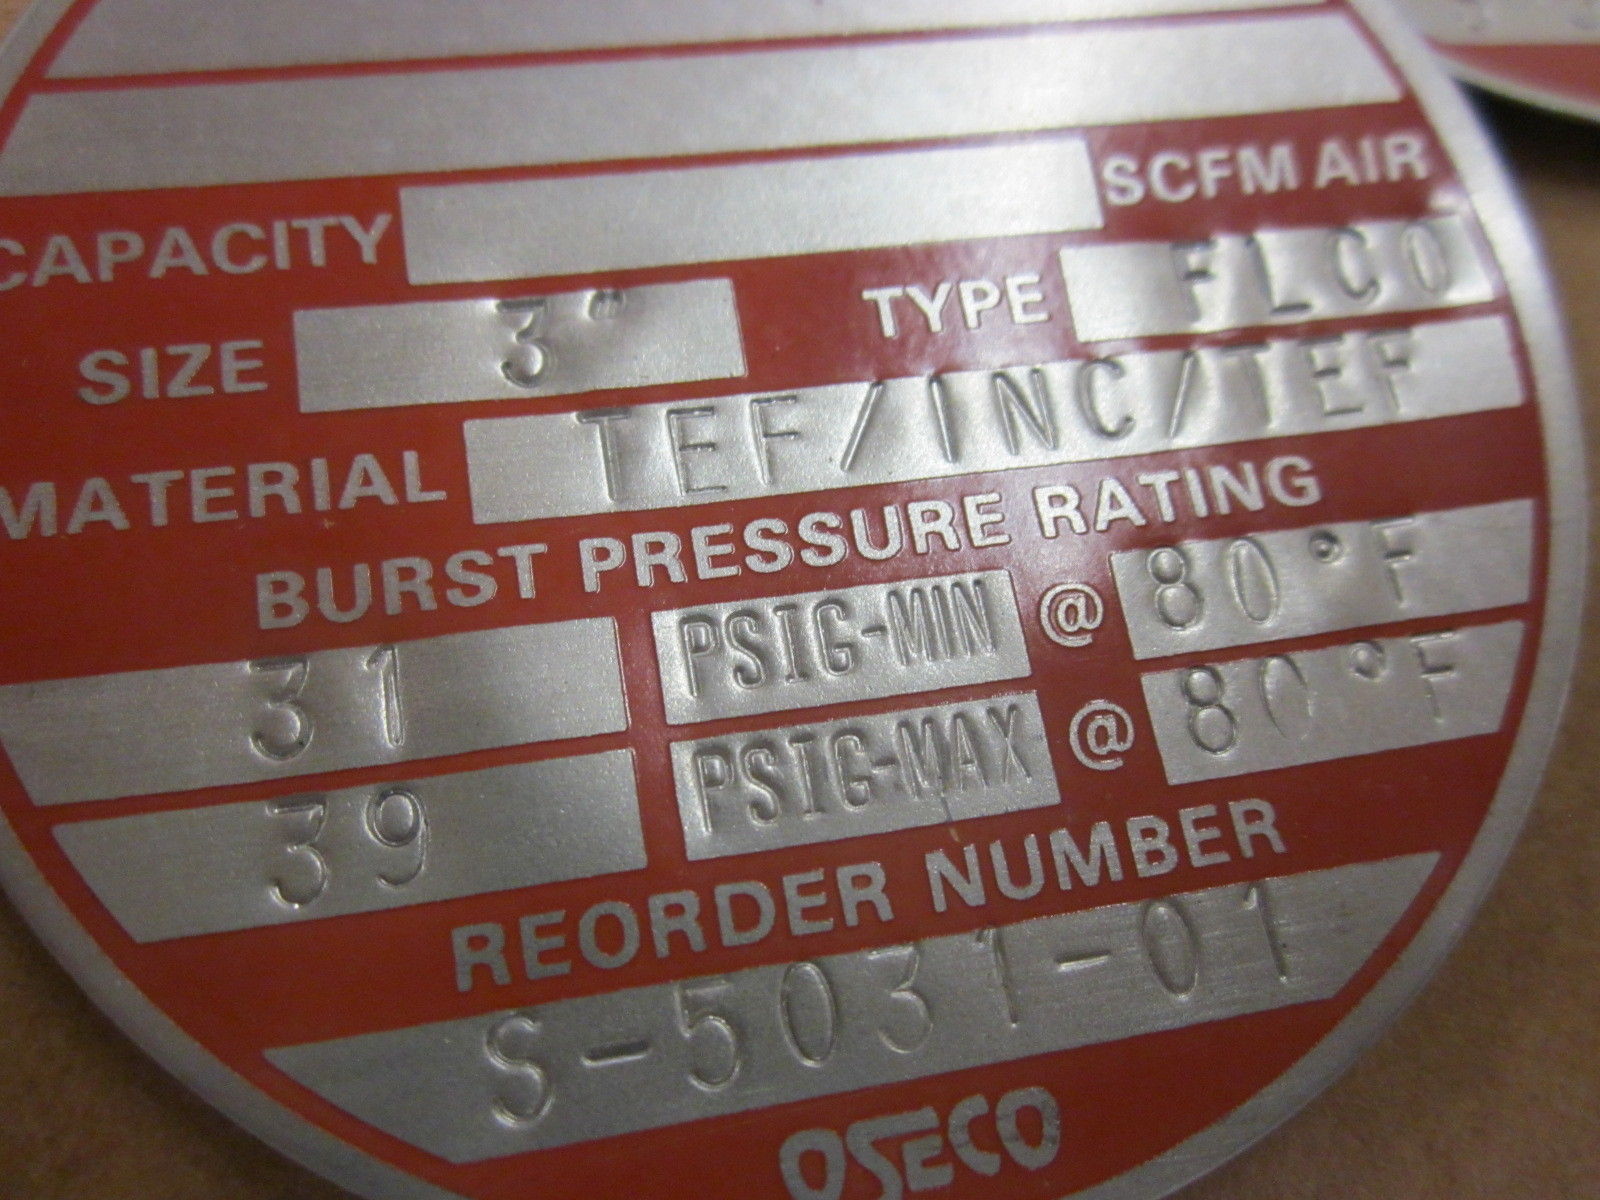 CAPACITY SCFM AIR
SIZE 3" TYPE FLCO
MATERIAL TEF/INC/TEF
BURST PRESSURE RATING
31 PSIG-MIN @ 80°F
39 PSIG-MAX @ 80°F
REORDER NUMBER
S-5031-01
OSECO